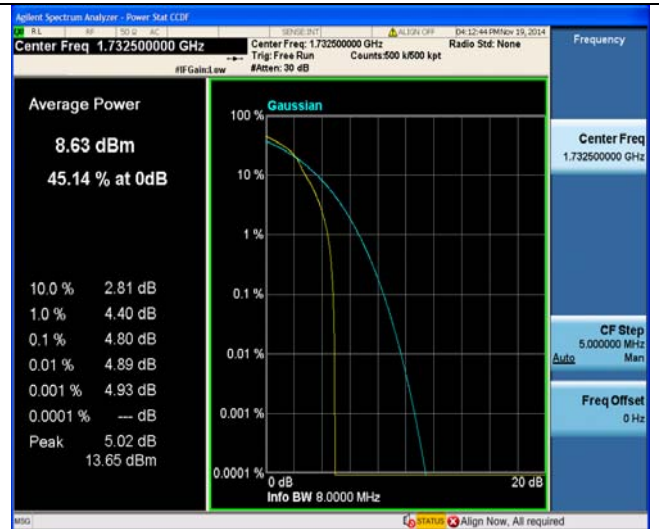 Agilent Spectrum Analyzer - Power Stat CCDF
RL RF 50 Ω AC SENSE:INT ALIGN OFF 04:12:44 PM Nov 19, 2014
Center Freq 1.732500000 GHz
Center Freq: 1.732500000 GHz Radio Std: None
Trig: Free Run Counts:500 k/500 kpt
#IFGain:Low #Atten: 30 dB
Frequency
Average Power
8.63 dBm
45.14 % at 0dB
10.0 % 2.81 dB
1.0 % 4.40 dB
0.1 % 4.80 dB
0.01 % 4.89 dB
0.001 % 4.93 dB
0.0001 % --- dB
Peak 5.02 dB
13.65 dBm
Gaussian
100 %
10 %
1 %
0.1 %
0.01 %
0.001 %
0.0001 %
0 dB 20 dB
Info BW 8.0000 MHz
Center Freq
1.732500000 GHz
CF Step
5.000000 MHz
Auto Man
Freq Offset
0 Hz
MSG STATUS Align Now, All required